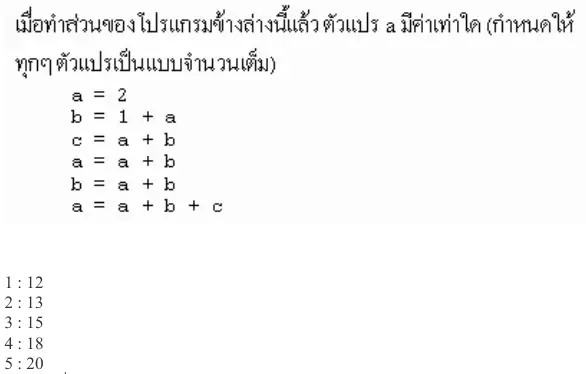 เมื่อทำส่วนของโปรแกรมข้างล่างนี้แล้ว ตัวแปร a มีค่าเท่าใด (กำหนดให้
ทุกๆ ตัวแปรเป็นแบบจำนวนเต็ม)
a = 2
b = 1 + a
c = a + b
a = a + b
b = a + b
a = a + b + c
1 : 12
2 : 13
3 : 15
4 : 18
5 : 20